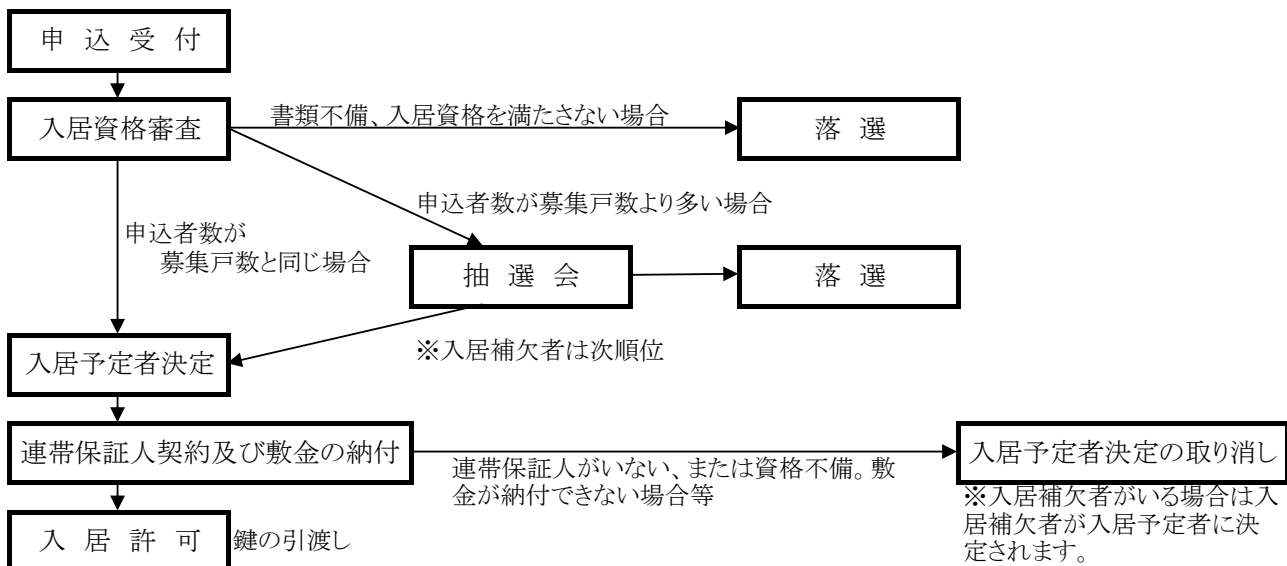 申 込 受 付
入居資格審査
書類不備、入居資格を満たさない場合
落 選
申込者数が募集戸数より多い場合
申込者数が
募集戸数と同じ場合
抽 選 会
落 選
入居予定者決定
※入居補欠者は次順位
連帯保証人契約及び敷金の納付
連帯保証人がいない、または資格不備。敷
金が納付できない場合等
入居予定者決定の取り消し
※入居補欠者がいる場合は入
居補欠者が入居予定者に決
定されます。
入 居 許 可
鍵の引渡し